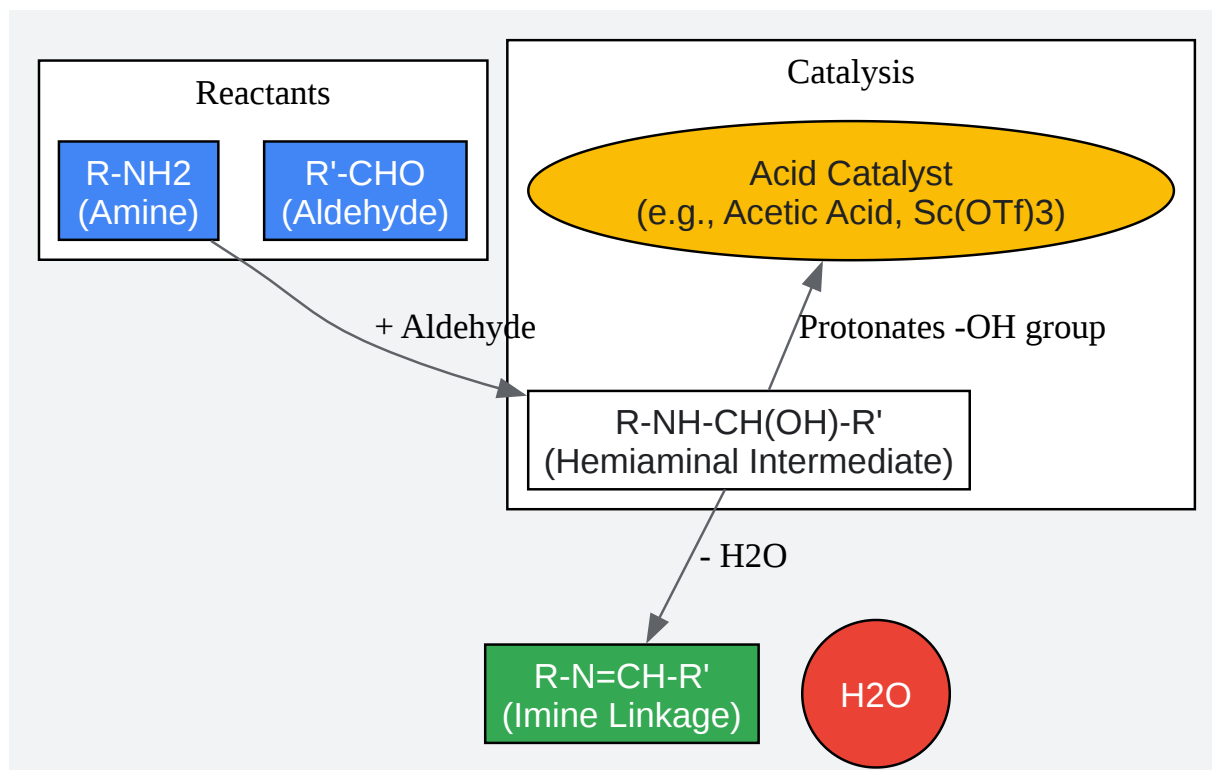 Reactants
R-NH2
(Amine)
R'-CHO
(Aldehyde)
Catalysis
Acid Catalyst
(e.g., Acetic Acid, Sc(OTf)3)
+ Aldehyde
Protonates -OH group
R-NH-CH(OH)-R'
(Hemiaminal Intermediate)
- H2O
R-N=CH-R'
(Imine Linkage)
H2O